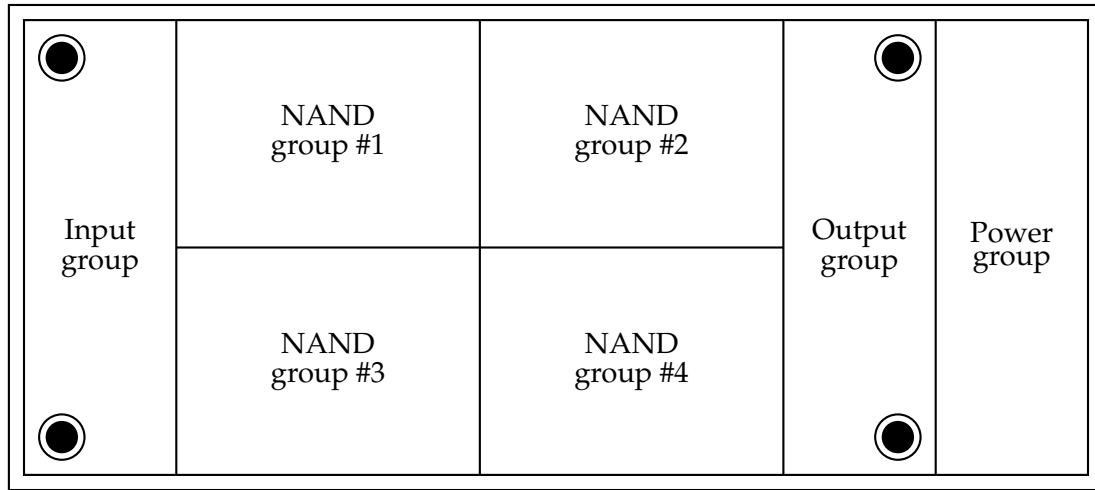 NAND
group #1
NAND
group #2
Input
group
Output
group
Power
group
NAND
group #3
NAND
group #4